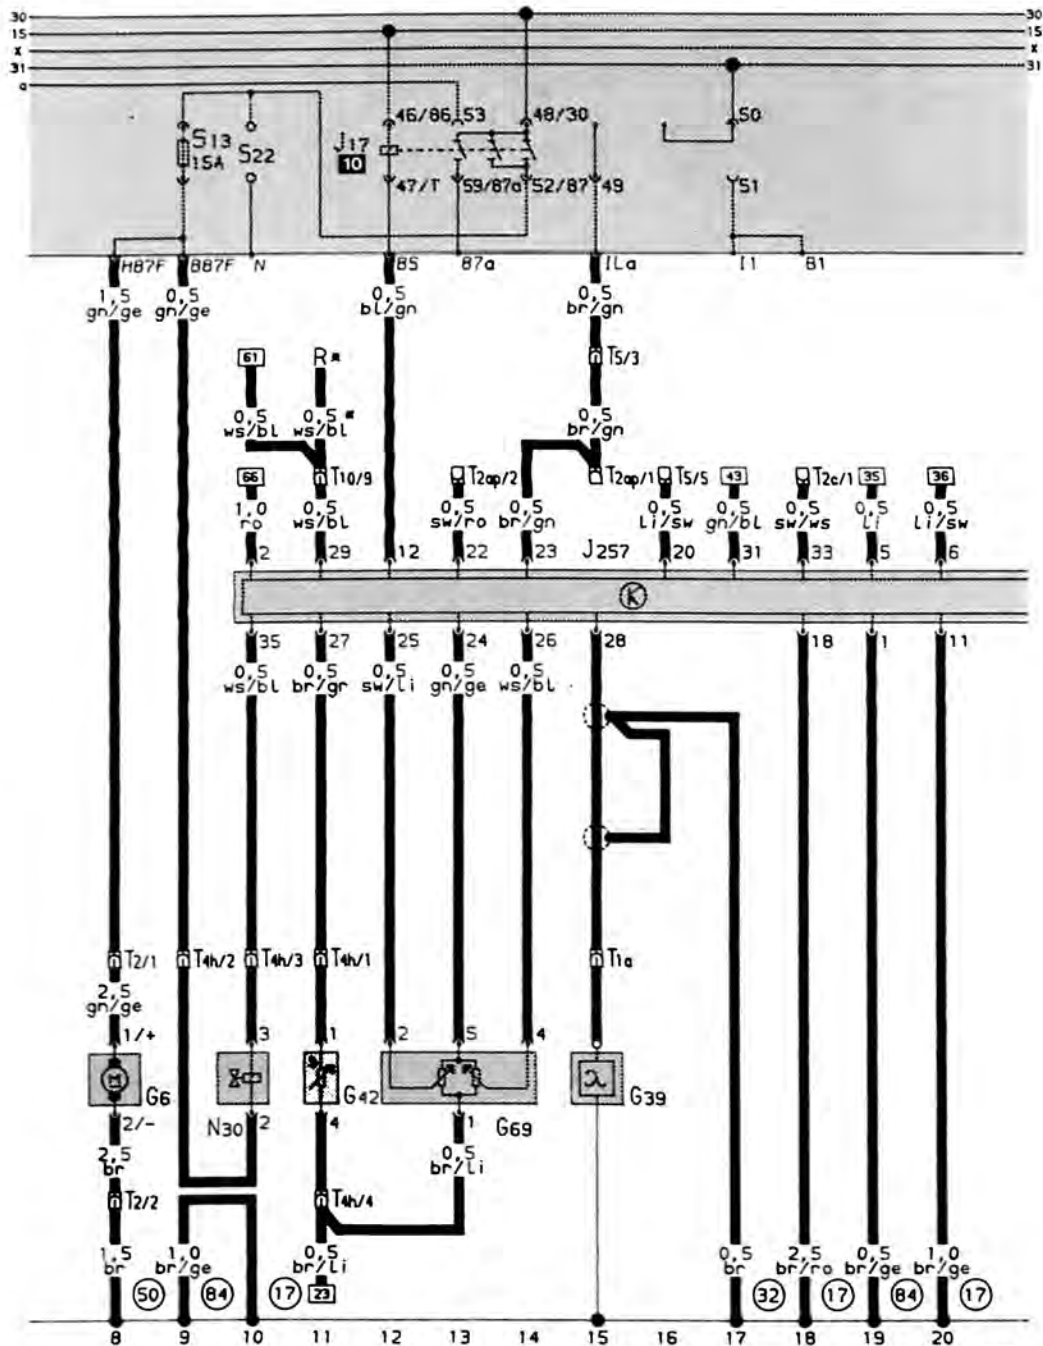 30 30
15 15
X X
31 31
a
46/86 53 48/30 50
S13 S22 J17
15A 10
47/T 59/87a 52/87 49 51
H87F B87F N B5 87a ILa I1 81
1,5 0,5 0,5 0,5
gn/ge gn/ge bl/gn br/gn
61 R* T5/3
0,5 0,5* 0,5
ws/bl ws/bl br/gn
66 T10/9 T2ap/2 T2ap/1 T5/5 43 T2c/1 35 36
1,0 0,5 0,5 0,5 0,5 0,5 0,5 0,5 0,5
ro ws/bl sw/ro br/gn li/sw gn/bl sw/ws li li/sw
2 29 12 22 23 J257 20 31 33 5 6
K
35 27 25 24 26 28 18 1 11
0,5 0,5 0,5 0,5 0,5
ws/bl br/gr sw/li gn/ge ws/bl
T2/1 T4h/2 T4h/3 T4h/1 T1a
2,5
gn/ge
1/+ 3 1 2 5 4
M λ
G6 G42 G39
2/- N30 2 4 1 G69
2,5 0,5
br br/li
T2/2 T4h/4
1,5 1,0 0,5 0,5 2,5 0,5 1,0
br br/ge br/li br br/ro br/ge br/ge
50 84 17 23 32 17 84 17
8 9 10 11 12 13 14 15 16 17 18 19 20